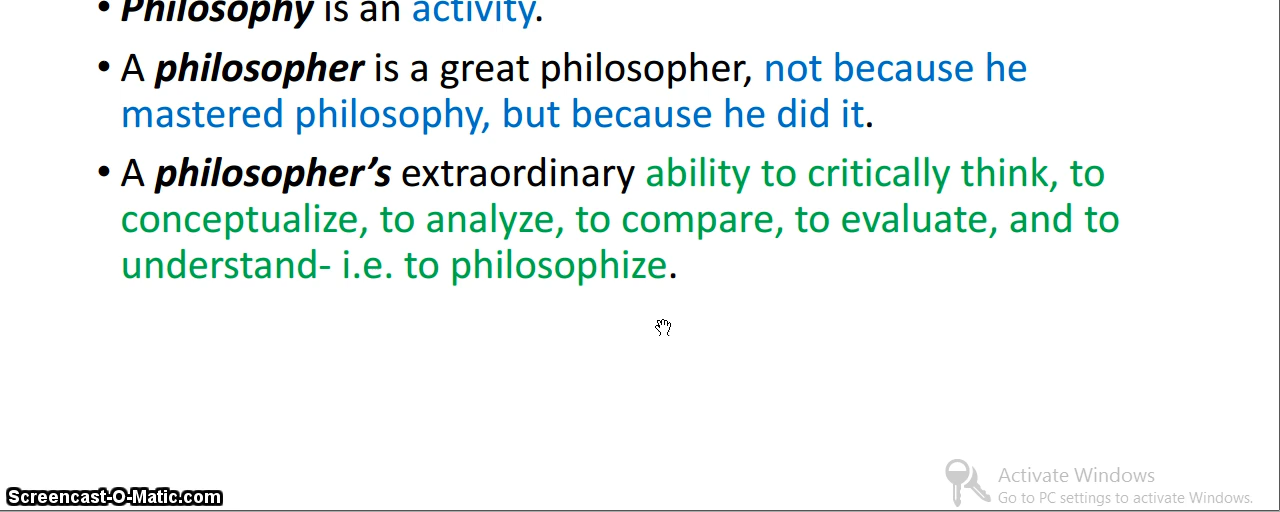 • Philosophy is an activity.
• A philosopher is a great philosopher, not because he
mastered philosophy, but because he did it.
• A philosopher’s extraordinary ability to critically think, to
conceptualize, to analyze, to compare, to evaluate, and to
understand- i.e. to philosophize.
Activate Windows
Go to PC settings to activate Windows.
Screencast-O-Matic.com